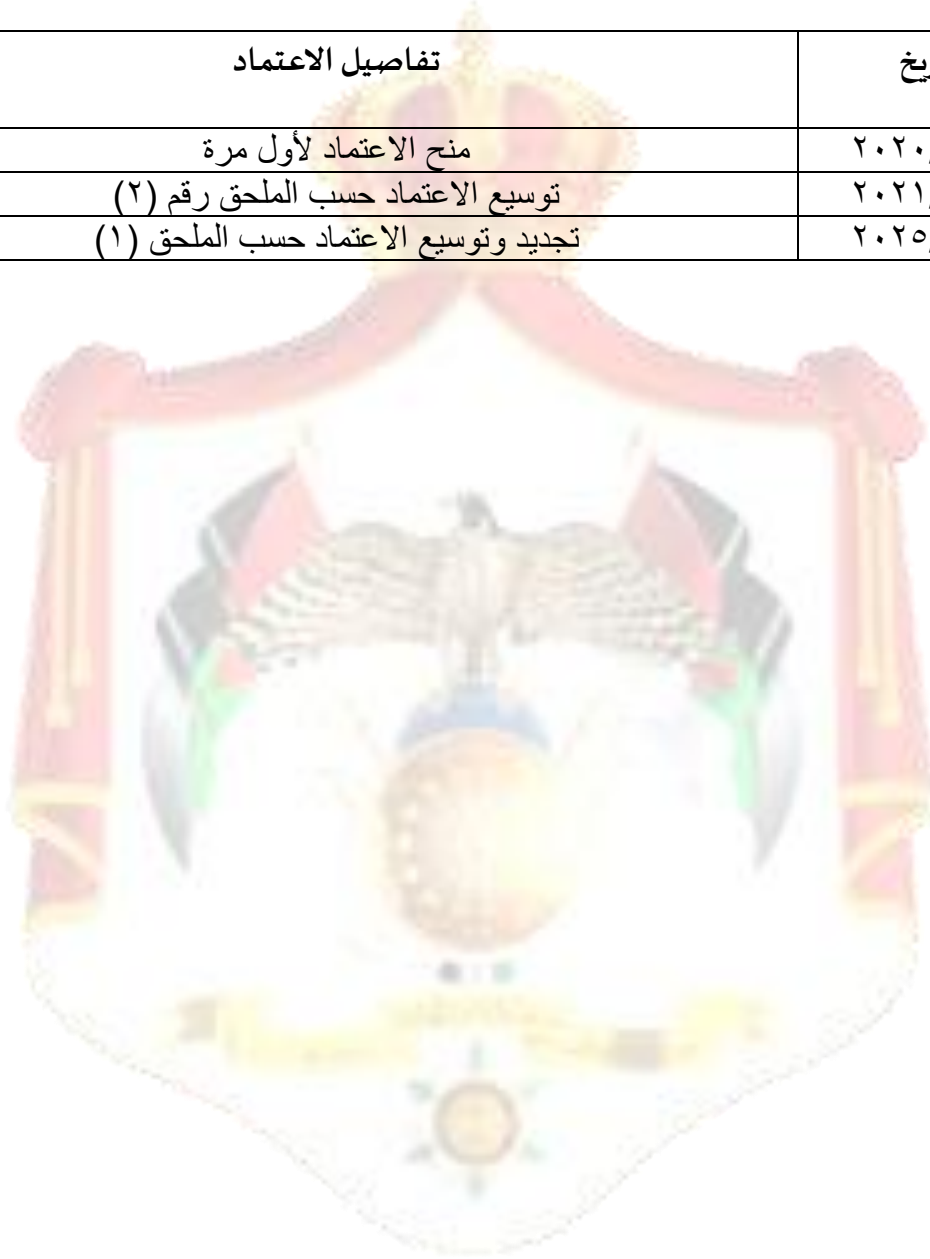 تفاصيل الاعتماد
٢٠٢٠ منح الاعتماد لأول مرة
٢٠٢١ توسيع الاعتماد حسب الملحق رقم (٢)
٢٠٢٥ تجديد وتوسيع الاعتماد حسب الملحق (١)